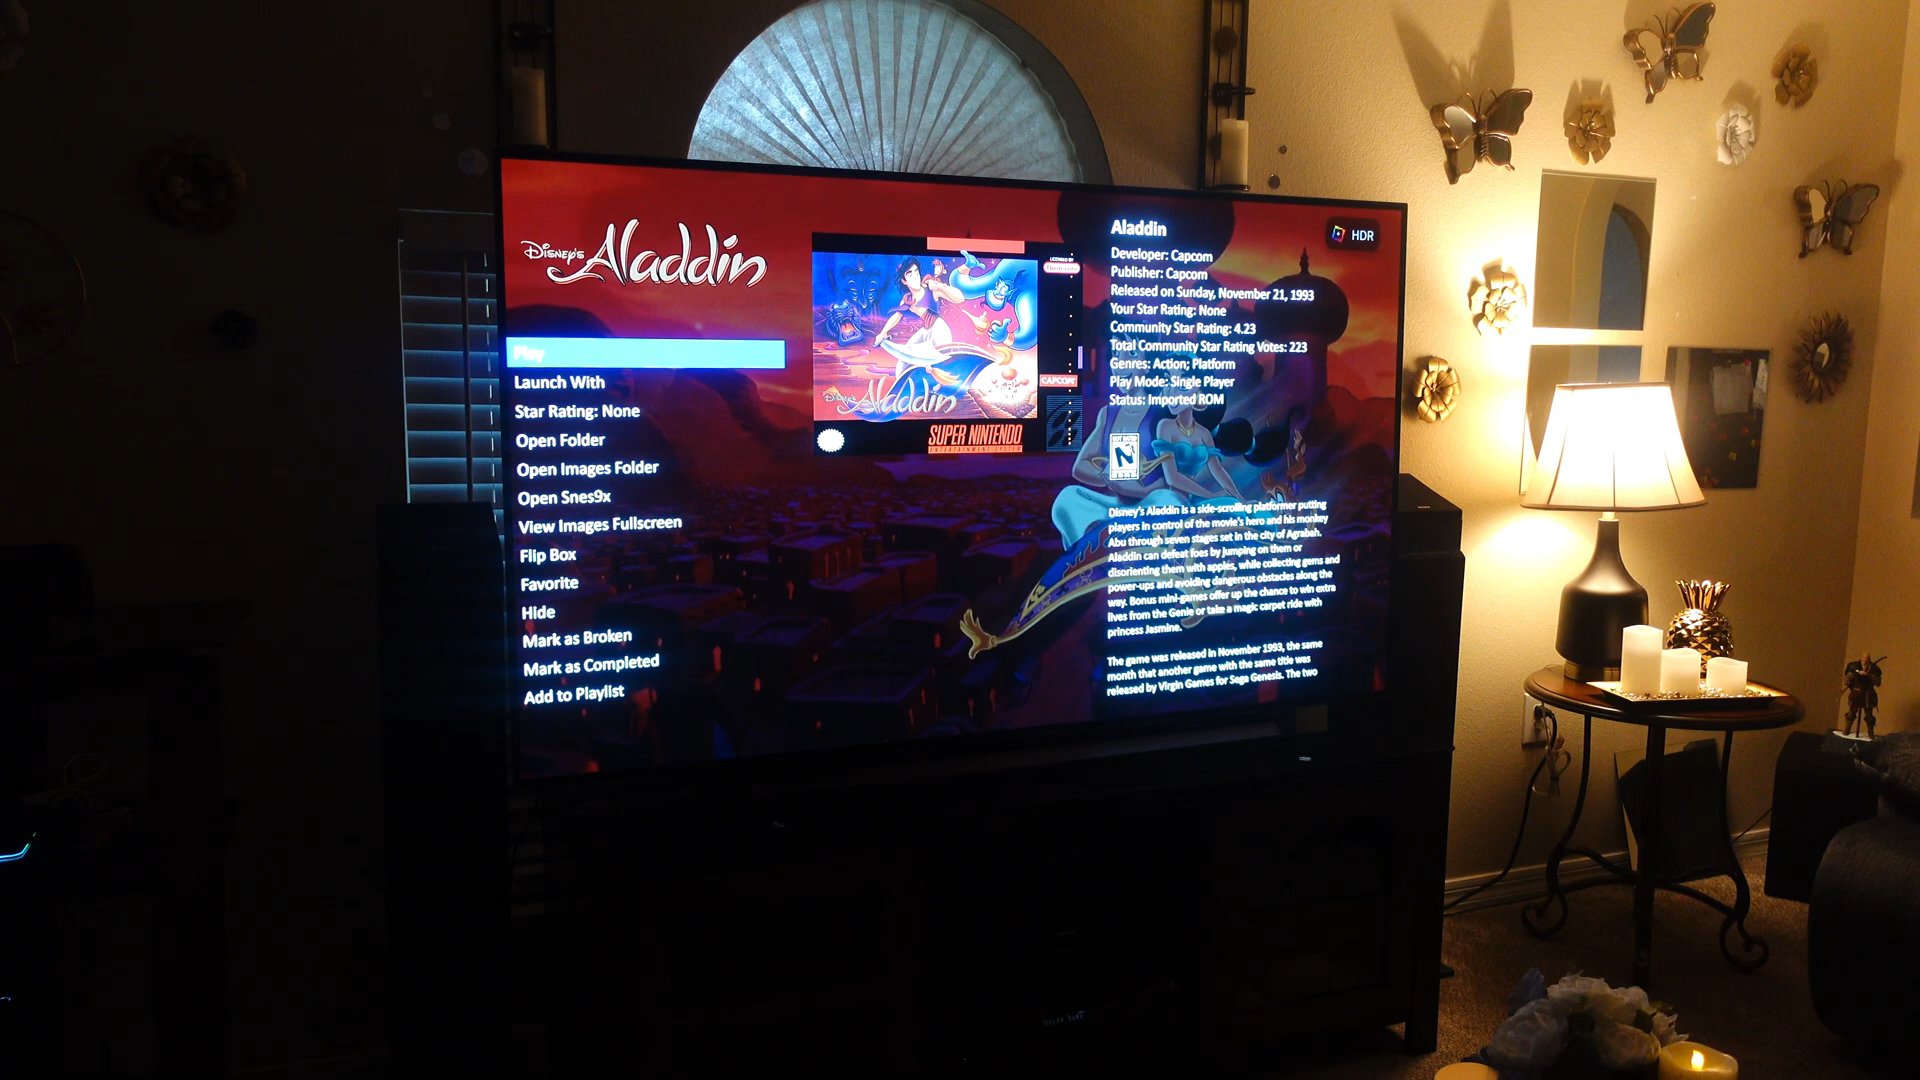 Disney's Aladdin
Play
Launch With
Star Rating: None
Open Folder
Open Images Folder
Open Snes9x
View Images Fullscreen
Flip Box
Favorite
Hide
Mark as Broken
Mark as Completed
Add to Playlist
LICENSED BY
Nintendo
CAPCOM
Disney's Aladdin
SUPER NINTENDO
ENTERTAINMENT SYSTEM
Aladdin
Developer: Capcom
Publisher: Capcom
Released on Sunday, November 21, 1993
Your Star Rating: None
Community Star Rating: 4.23
Total Community Star Rating Votes: 223
Genres: Action; Platform
Play Mode: Single Player
Status: Imported ROM
HDR
NOT RATED
N
Disney's Aladdin is a side-scrolling platformer putting
players in control of the movie's hero and his monkey
Abu through seven stages set in the city of Agrabah.
Aladdin can defeat foes by jumping on them or
disorienting them with apples, while collecting gems and
power-ups and avoiding dangerous obstacles along the
way. Bonus mini-games offer up the chance to win extra
lives from the Genie or take a magic carpet ride with
princess Jasmine.
The game was released in November 1993, the same
month that another game with the same title was
released by Virgin Games for Sega Genesis. The two